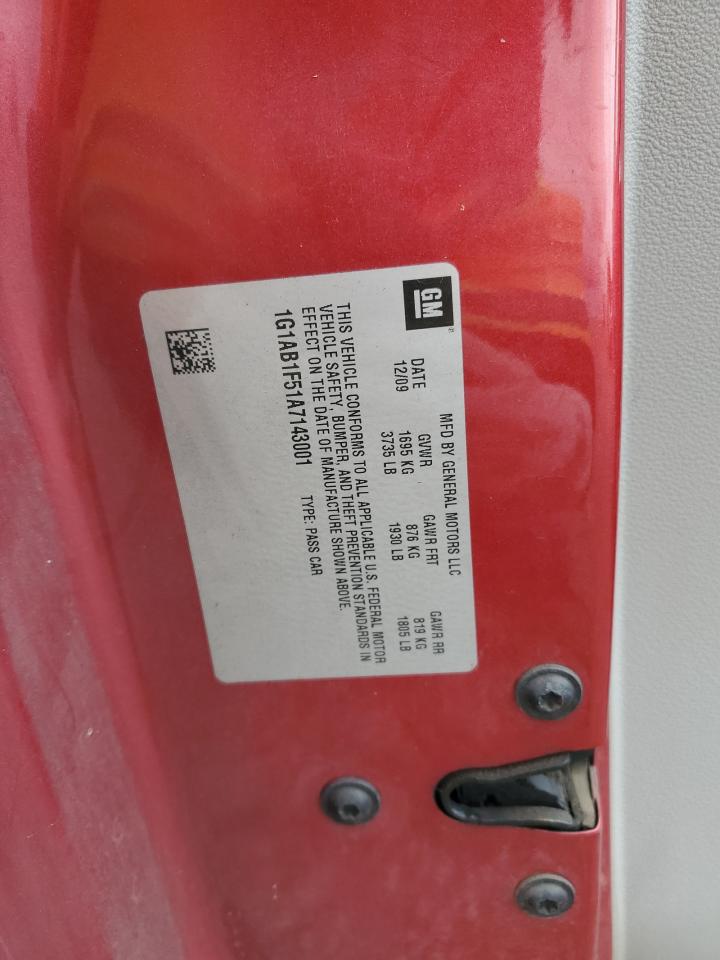 GM
MFD BY GENERAL MOTORS LLC
DATE GVWR GAWR FRT GAWR RR
12/09 1695 KG 876 KG 819 KG
3735 LB 1930 LB 1805 LB
THIS VEHICLE CONFORMS TO ALL APPLICABLE U.S. FEDERAL MOTOR
VEHICLE SAFETY, BUMPER, AND THEFT PREVENTION STANDARDS IN
EFFECT ON THE DATE OF MANUFACTURE SHOWN ABOVE.
1G1AB1F51A7143001 TYPE: PASS CAR